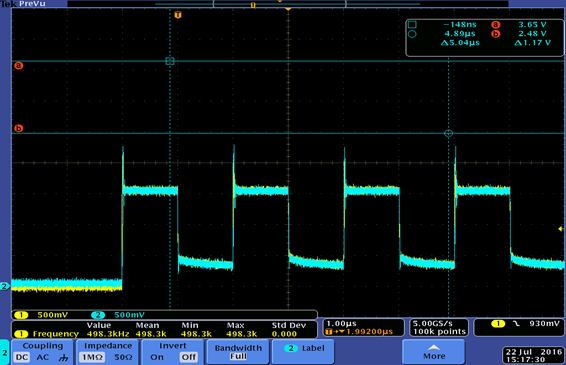 Tek PreVu
T
T
−148ns a 3.65 V
4.89µs b 2.48 V
Δ5.04µs Δ1.17 V
a
b
2
1 500mV 2 500mV
Value Mean Min Max Std Dev
1 Frequency 498.3kHz 498.3k 498.3k 498.3k 0.000
1.00µs
T→▼1.99200µs
5.00GS/s
100k points
1 930mV
2
Coupling
DC AC
Impedance
1MΩ 50Ω
Invert
On Off
Bandwidth
Full
2 Label
More
22 Jul 2016
15:17:30